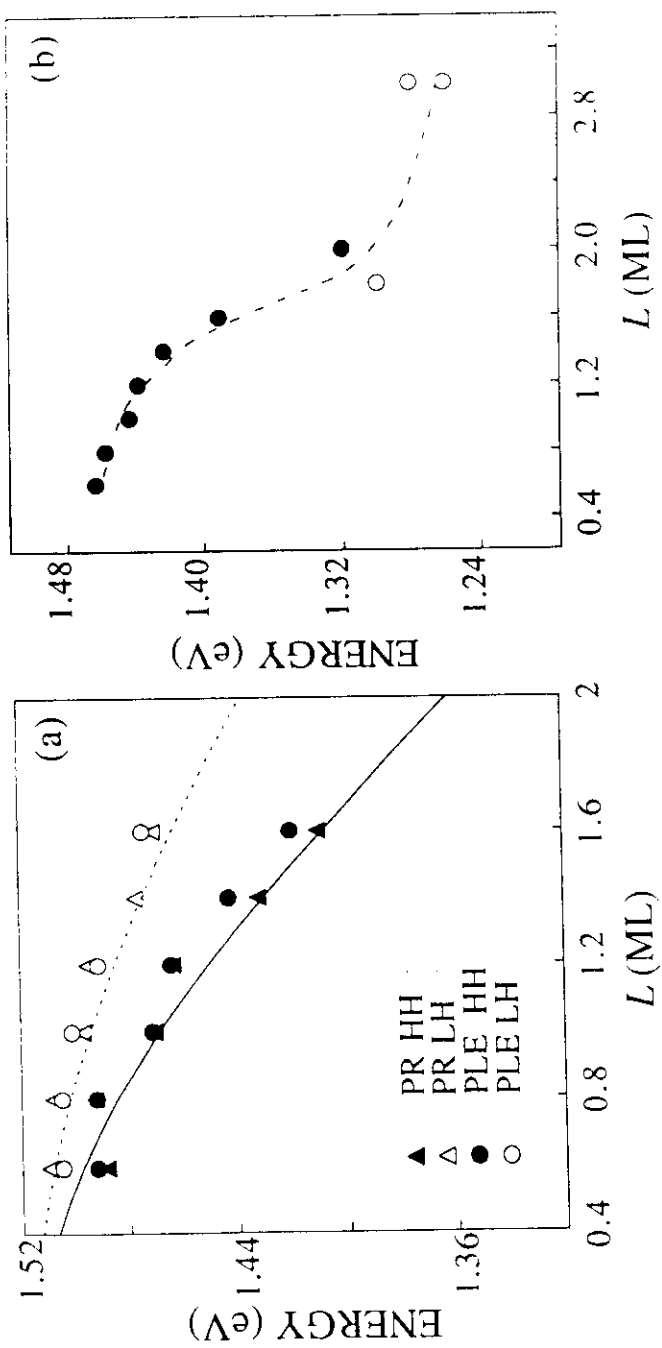 (a)
ENERGY (eV)
1.52
1.44
1.36
PR HH
PR LH
PLE HH
PLE LH
0.4
0.8
1.2
1.6
2
L (ML)
(b)
ENERGY (eV)
1.48
1.40
1.32
1.24
0.4
1.2
2.0
2.8
L (ML)